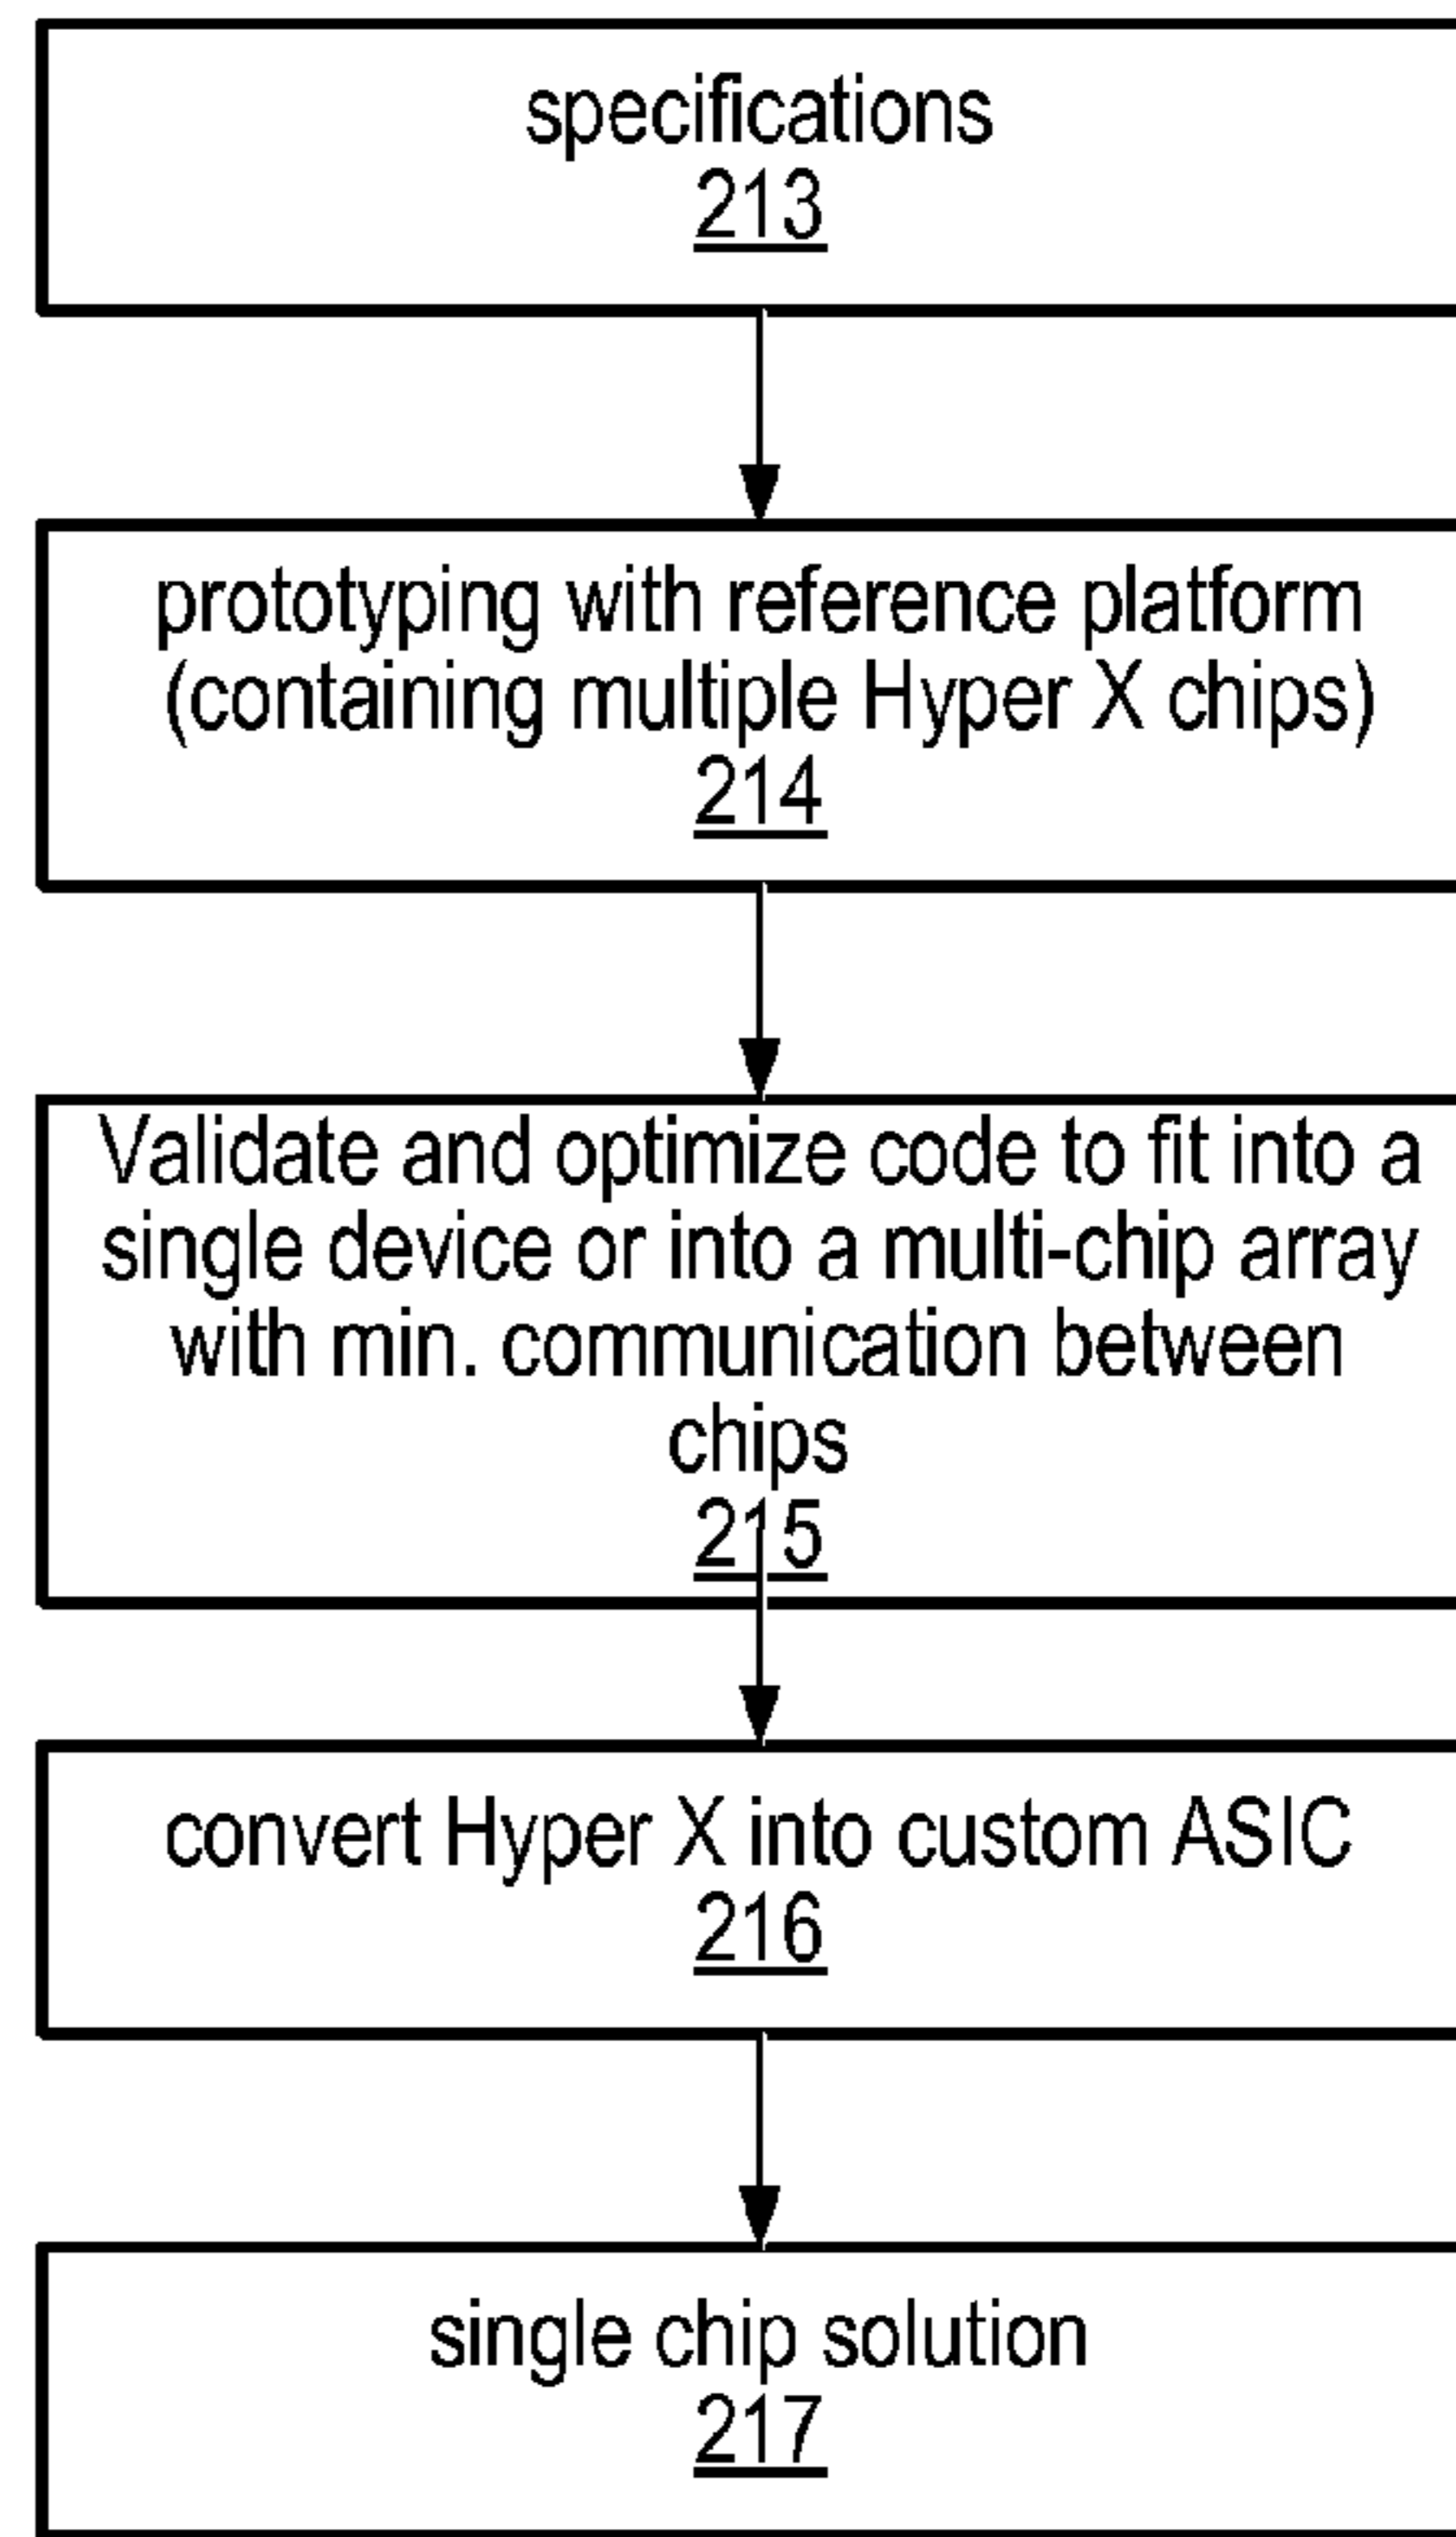 specifications
213
prototyping with reference platform
(containing multiple Hyper X chips)
214
Validate and optimize code to fit into a
single device or into a multi-chip array
with min. communication between
chips
215
convert Hyper X into custom ASIC
216
single chip solution
217